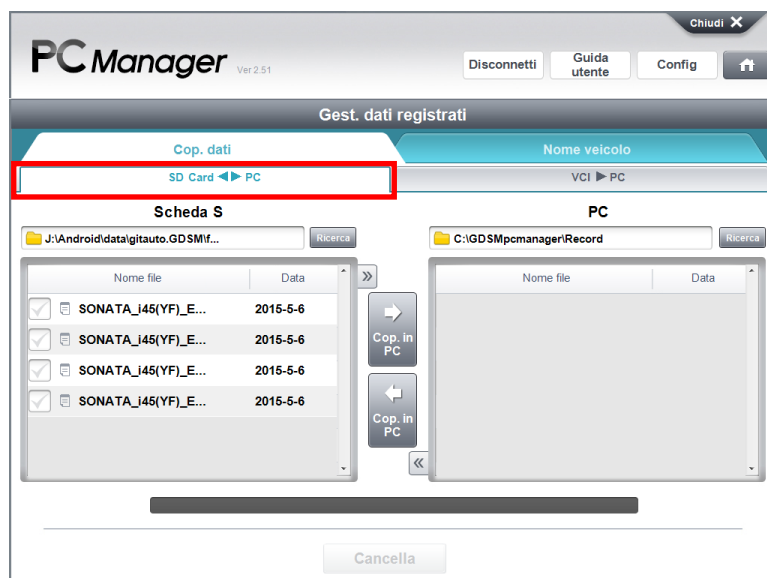 Chiudi X
PC Manager Ver 2.51
Disconnetti
Guida
utente
Config
Gest. dati registrati
Cop. dati
Nome veicolo
SD Card ◀▶ PC
VCI ▶ PC
Scheda S
PC
J:\Android\data\gitauto.GDSM\f...
Ricerca
C:\GDSMpcmanager\Record
Ricerca
Nome file
Data
Nome file
Data
SONATA_i45(YF)_E...
2015-5-6
SONATA_i45(YF)_E...
2015-5-6
SONATA_i45(YF)_E...
2015-5-6
SONATA_i45(YF)_E...
2015-5-6
Cop. in
PC
Cop. in
PC
Cancella